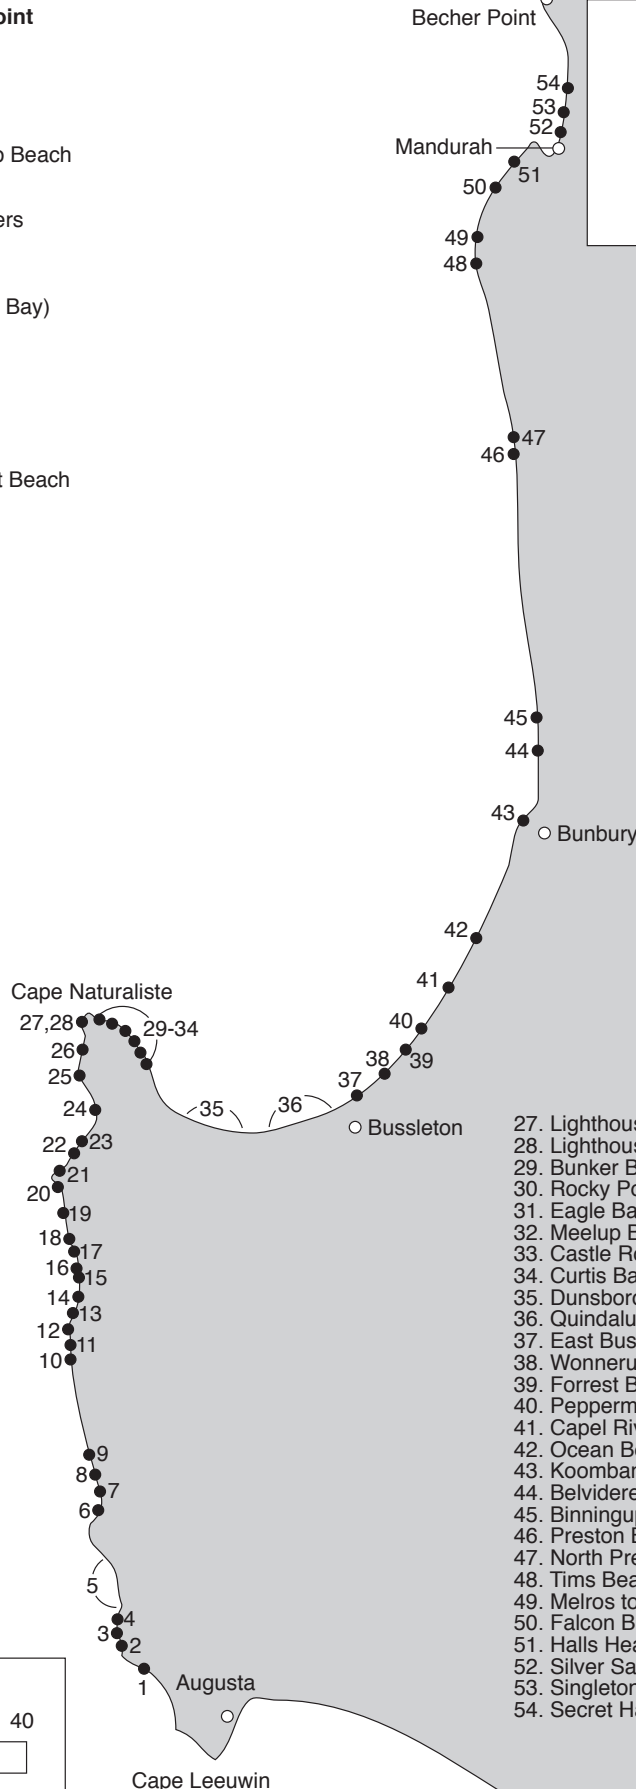 oint
Becher Point
54
53
52
Mandurah
o Beach
51
50
ers
49
48
Bay)
47
46
t Beach
45
44
43
Bunbury
42
41
Cape Naturaliste
27,28
29-34
40
39
26
38
25
37
24
35
36
Bussleton
23
22
21
20
19
18
17
16
15
14
13
12
11
10
9
8
7
6
5
4
3
2
1
Augusta
Cape Leeuwin
40
27. Lighthous
28. Lighthous
29. Bunker B
30. Rocky Po
31. Eagle Ba
32. Meelup B
33. Castle Ro
34. Curtis Ba
35. Dunsboro
36. Quindalu
37. East Bus
38. Wonneru
39. Forrest B
40. Pepperm
41. Capel Riv
42. Ocean Be
43. Koomban
44. Belvidere
45. Binningup
46. Preston B
47. North Pre
48. Tims Bea
49. Melros to
50. Falcon B
51. Halls Hea
52. Silver Sa
53. Singleton
54. Secret Ha